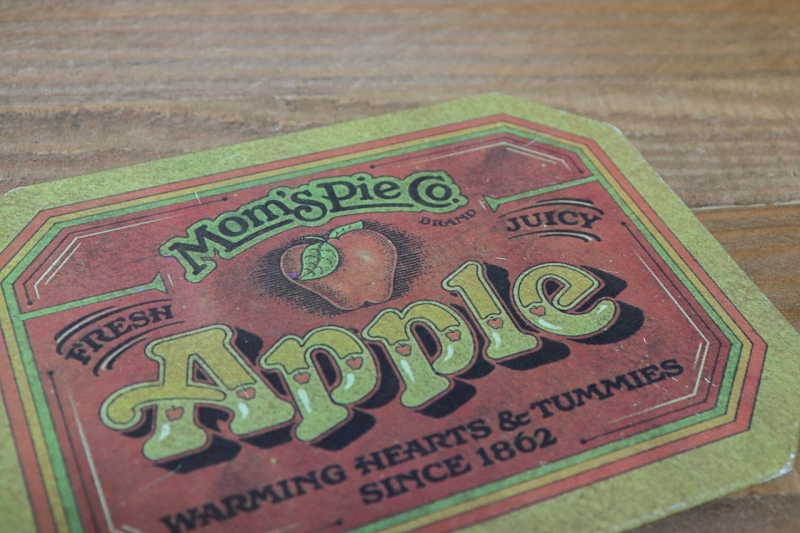 Mom's Pie Co.
BRAND
FRESH
JUICY
Apple
WARMING HEARTS & TUMMIES
SINCE 1862